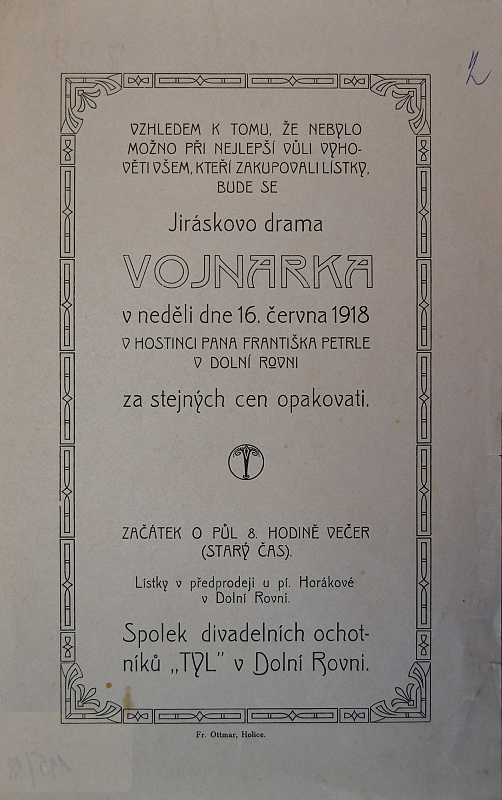 2
VZHLEDEM K TOMU, ŽE NEBYLO
MOŽNO PŘI NEJLEPŠÍ VŮLI VYHO-
VĚTI VŠEM, KTEŘÍ ZAKUPOVALI LÍSTKY,
BUDE SE
Jiráskovo drama
VOJNARKA
v neděli dne 16. června 1918
V HOSTINCI PANA FRANTIŠKA PETRLE
V DOLNÍ ROVNI
za stejných cen opakovati.
ZAČÁTEK O PŮL 8. HODINĚ VEČER
(STARÝ ČAS).
Lístky v předprodeji u pí. Horákové
v Dolní Rovni.
Spolek divadelních ochot-
níků „TYL" v Dolní Rovni.
Fr. Ottmar, Holice.